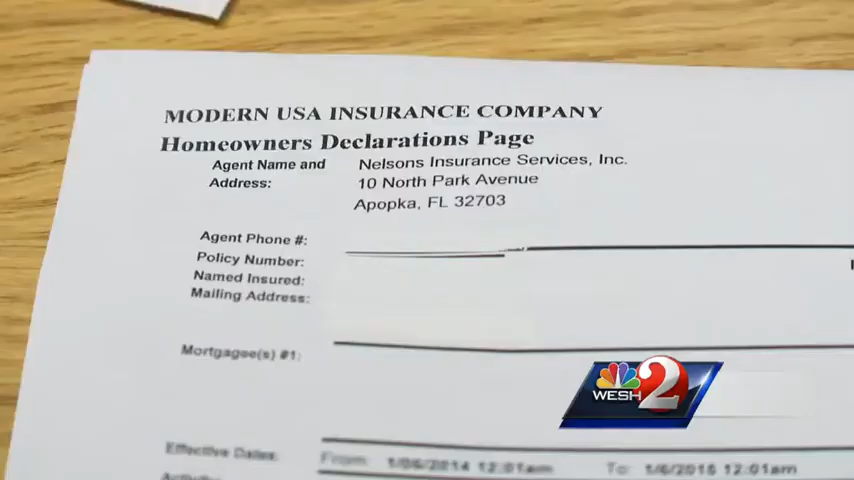 MODERN USA INSURANCE COMPANY
Homeowners Declarations Page
Agent Name and Nelsons Insurance Services, Inc.
Address: 10 North Park Avenue
Apopka, FL 32703
Agent Phone #:
Policy Number:
Named Insured:
Mailing Address:
Mortgagee(s) #1:
WESH 2
Effective Dates: From: 1/06/2014 12:01am To: 1/6/2015 12:01am